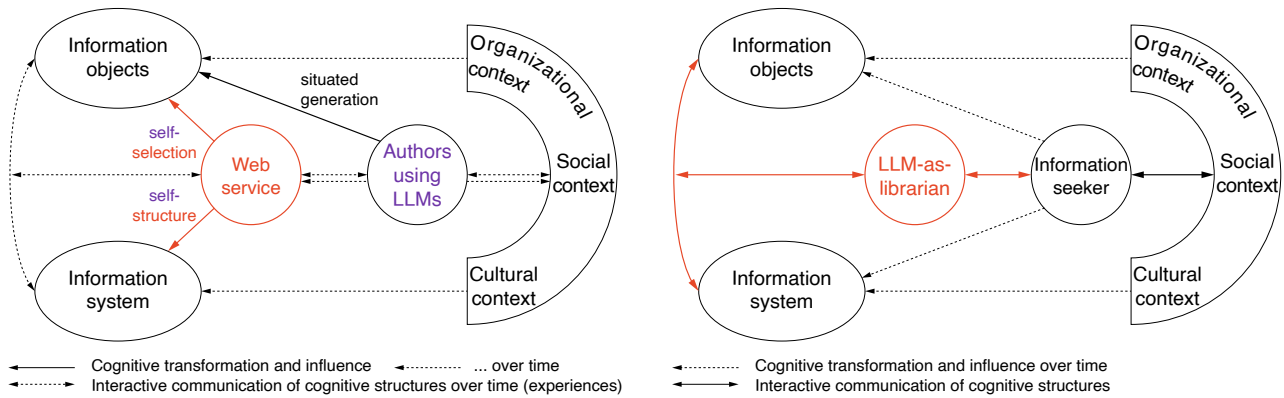 Information
objects
situated
generation
self-
selection
Web
service
Authors
using
LLMs
self-
structure
Information
system
Organizational
context
Social
context
Cultural
context
Cognitive transformation and influence
... over time
Interactive communication of cognitive structures over time (experiences)
Information
objects
LLM-as-
librarian
Information
seeker
Information
system
Organizational
context
Social
context
Cultural
context
Cognitive transformation and influence over time
Interactive communication of cognitive structures